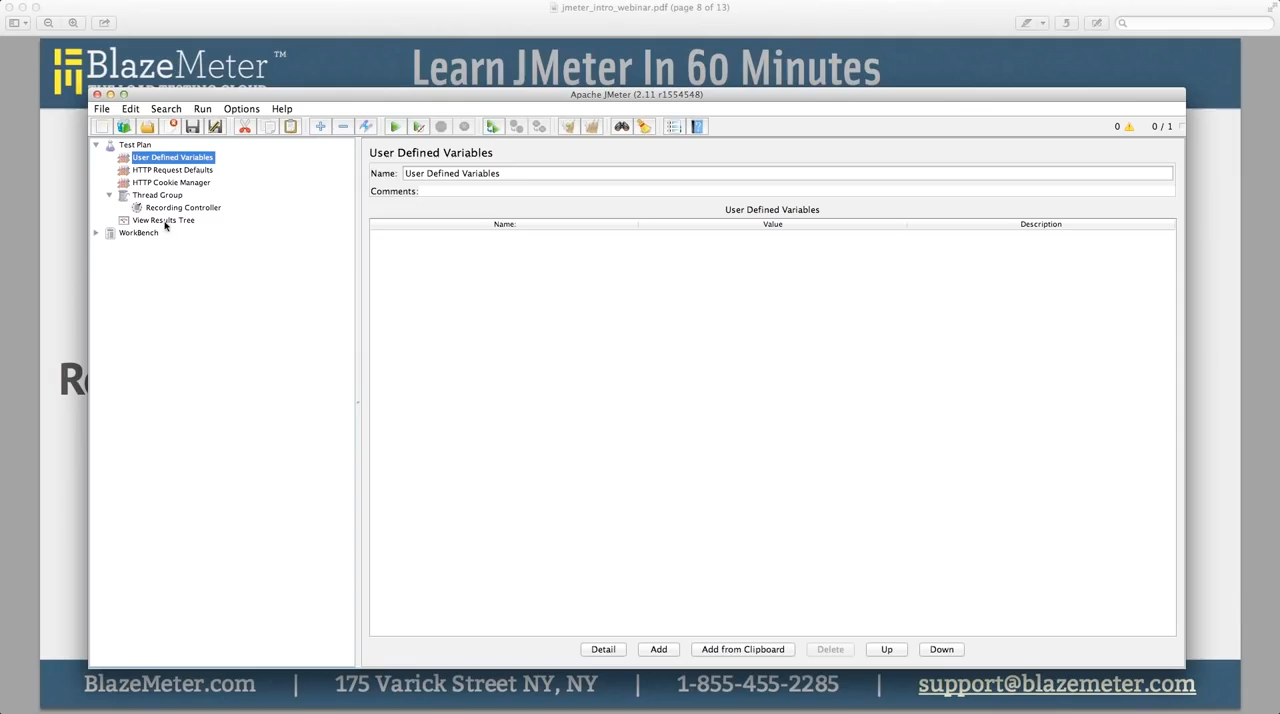 jmeter_intro_webinar.pdf (page 8 of 13)
BlazeMeter™
Learn JMeter In 60 Minutes
Apache JMeter (2.11 r1554548)
File Edit Search Run Options Help
0 0 / 1
Test Plan
User Defined Variables
HTTP Request Defaults
HTTP Cookie Manager
Thread Group
Recording Controller
View Results Tree
WorkBench
User Defined Variables
Name: User Defined Variables
Comments:
User Defined Variables
Name: Value Description
Detail Add Add from Clipboard Delete Up Down
BlazeMeter.com | 175 Varick Street NY, NY | 1-855-455-2285 | support@blazemeter.com